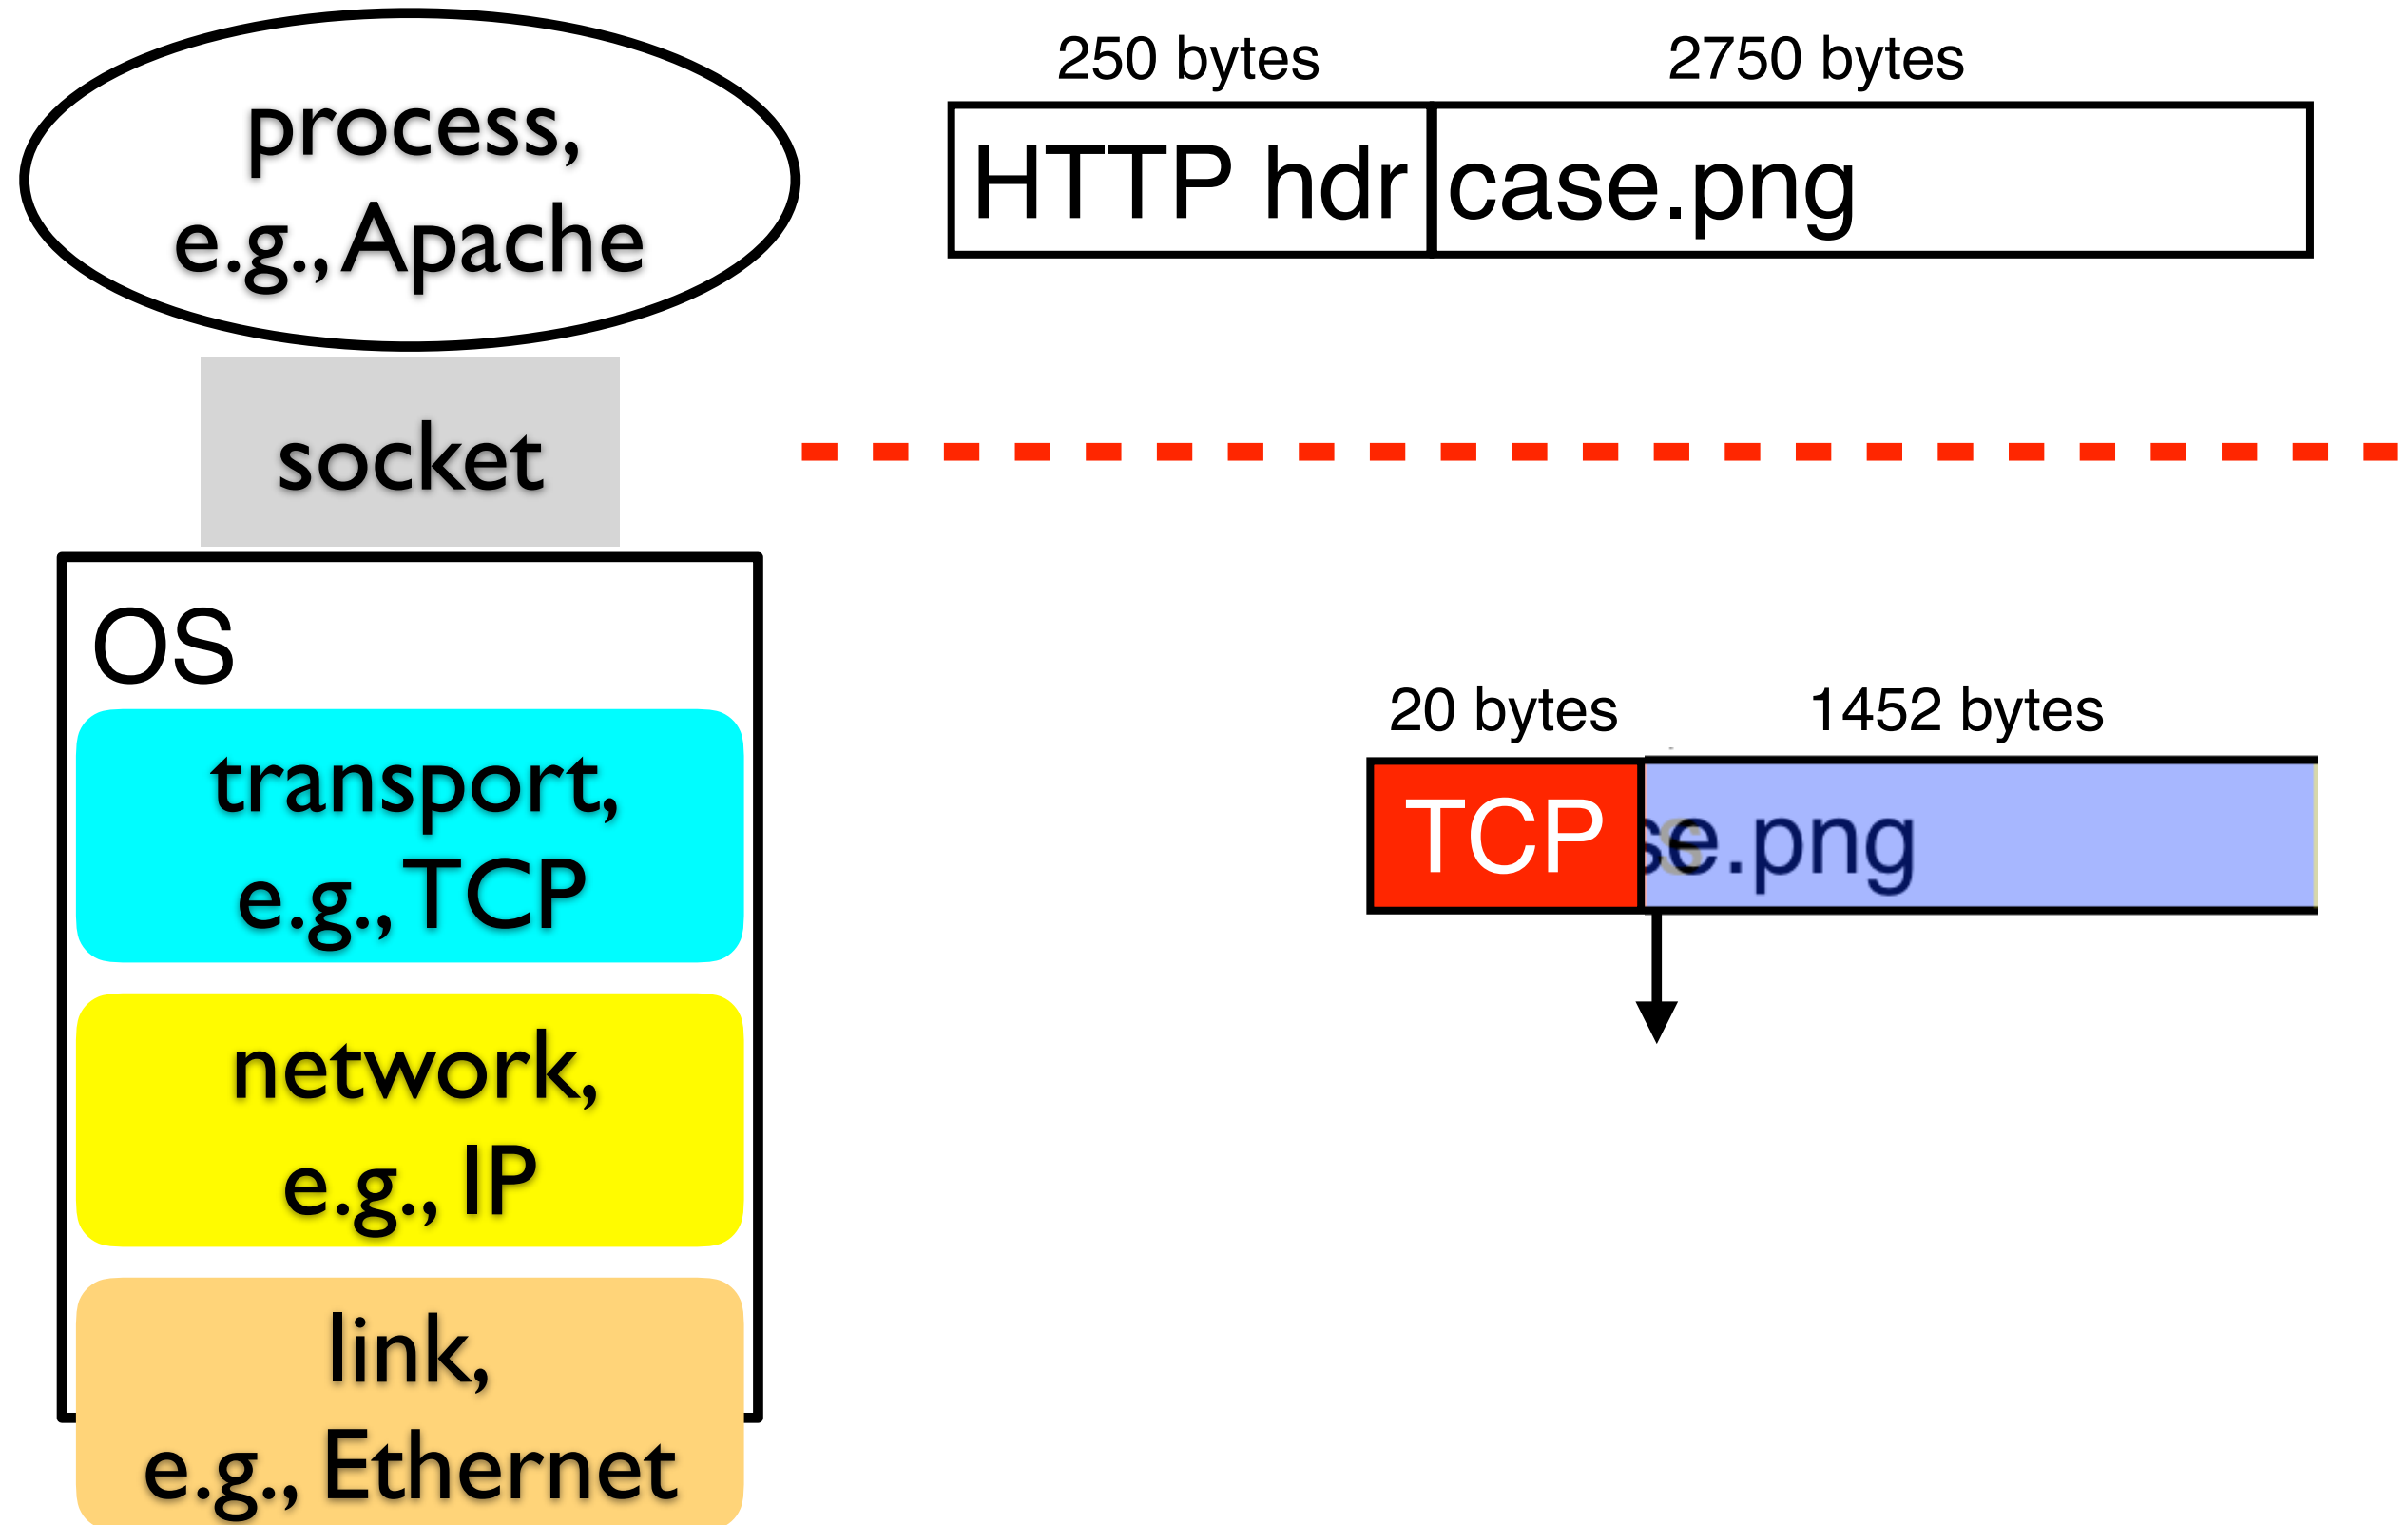 250 bytes
2750 bytes
process,
e.g., Apache
HTTP hdr
case.png
socket
OS
20 bytes
1452 bytes
transport,
e.g., TCP
TCP
se.png
network,
e.g., IP
link,
e.g., Ethernet